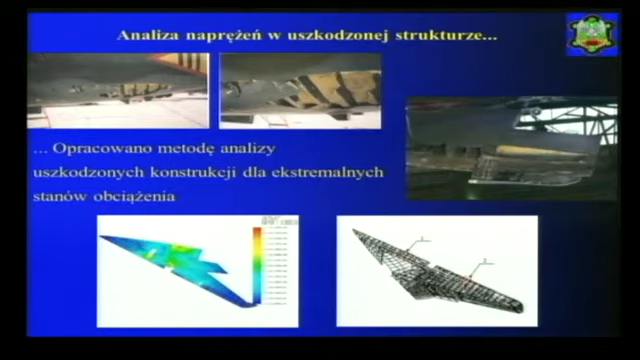 Analiza naprężeń w uszkodzonej strukturze...
... Opracowano metodę analizy
uszkodzonych konstrukcji dla ekstremalnych
stanów obciążenia